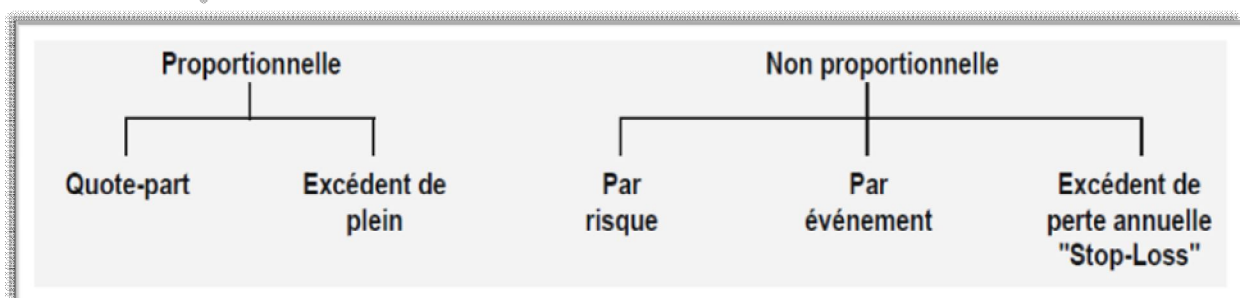 Proportionnelle
Non proportionnelle
Quote-part
Excédent de
plein
Par
risque
Par
événement
Excédent de
perte annuelle
"Stop-Loss"